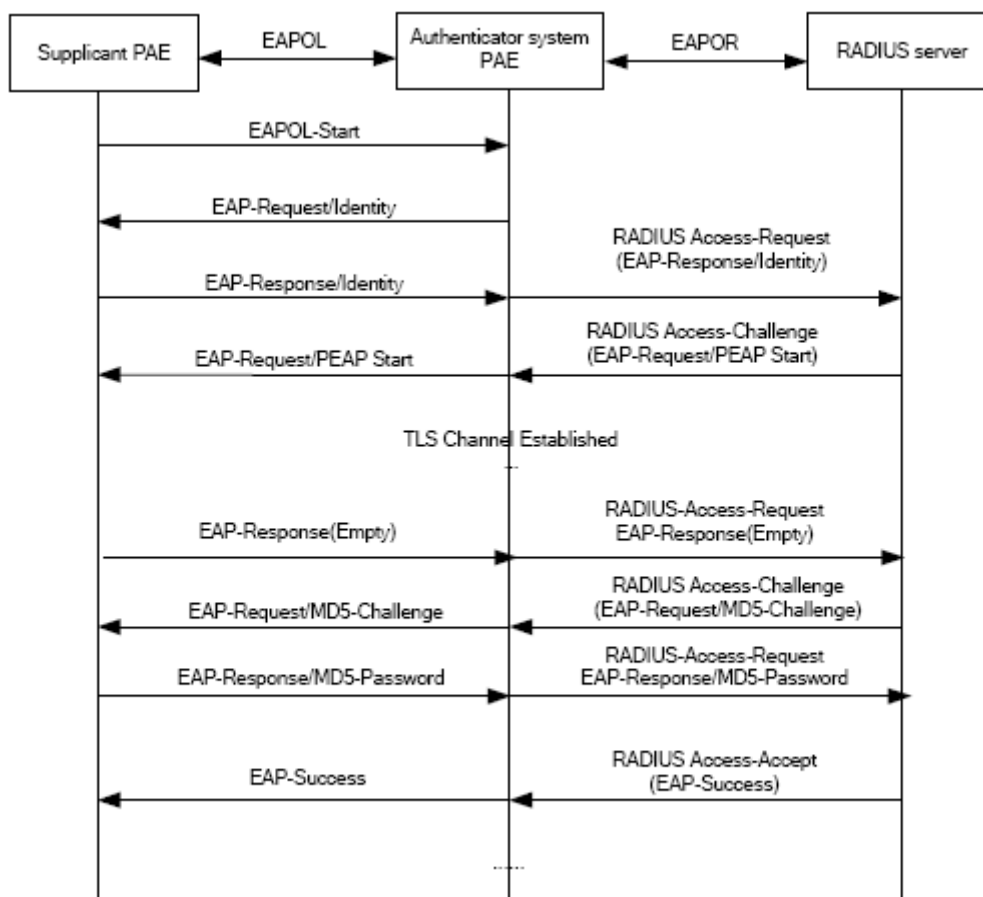 Supplicant PAE
EAPOL
Authenticator system
PAE
EAPOR
RADIUS server
EAPOL-Start
EAP-Request/Identity
RADIUS Access-Request
(EAP-Response/Identity)
EAP-Response/Identity
RADIUS Access-Challenge
(EAP-Request/PEAP Start)
EAP-Request/PEAP Start
TLS Channel Established
RADIUS-Access-Request
EAP-Response(Empty)
EAP-Response(Empty)
RADIUS Access-Challenge
(EAP-Request/MD5-Challenge)
EAP-Request/MD5-Challenge
RADIUS-Access-Request
EAP-Response/MD5-Password
EAP-Response/MD5-Password
RADIUS Access-Accept
(EAP-Success)
EAP-Success